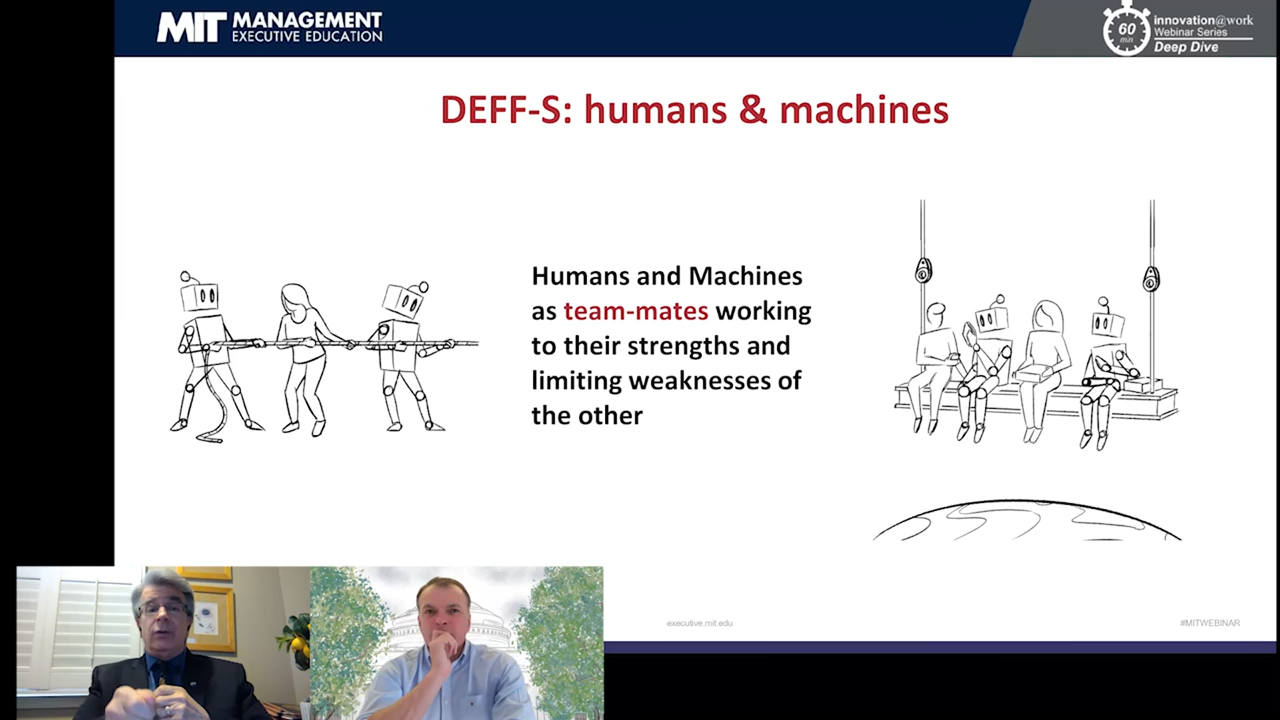 MIT MANAGEMENT
EXECUTIVE EDUCATION
60
min
innovation@work
Webinar Series
Deep Dive
DEFF-S: humans & machines
Humans and Machines
as team-mates working
to their strengths and
limiting weaknesses of
the other
executive.mit.edu
#MITWEBINAR